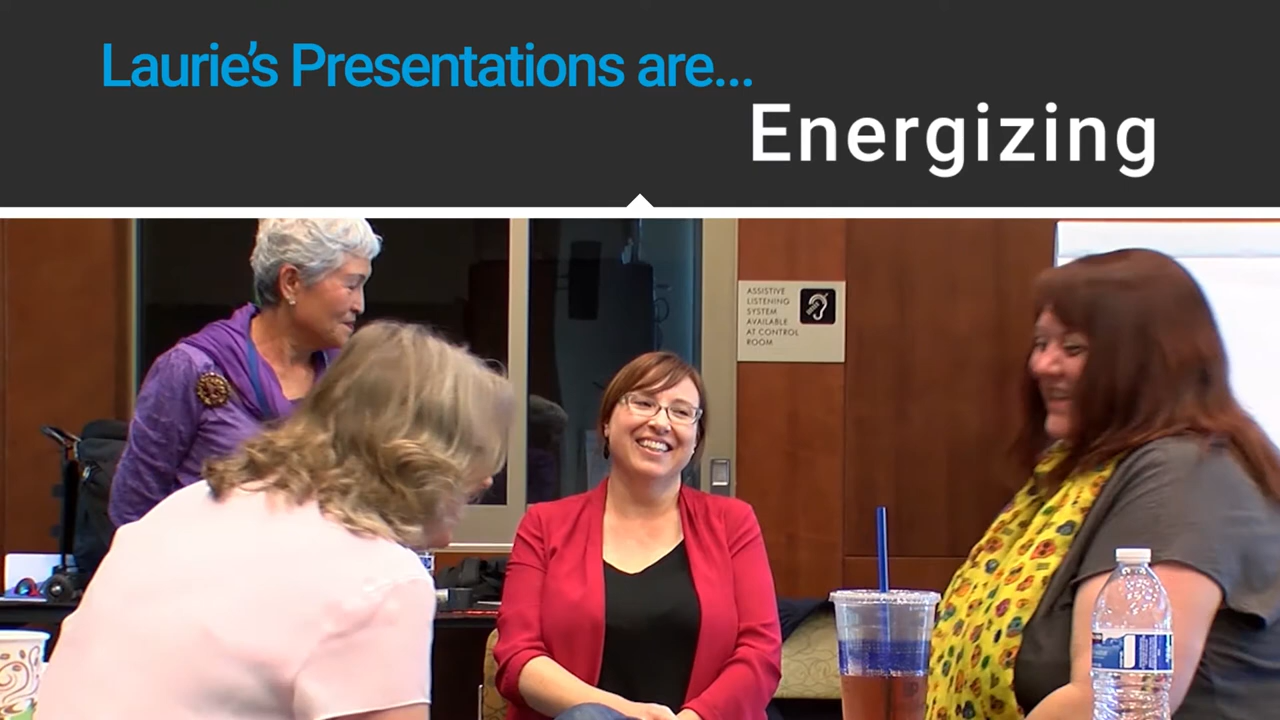 Laurie's Presentations are...
Energizing
ASSISTIVE
LISTENING
SYSTEM
AVAILABLE
AT CONTROL
ROOM